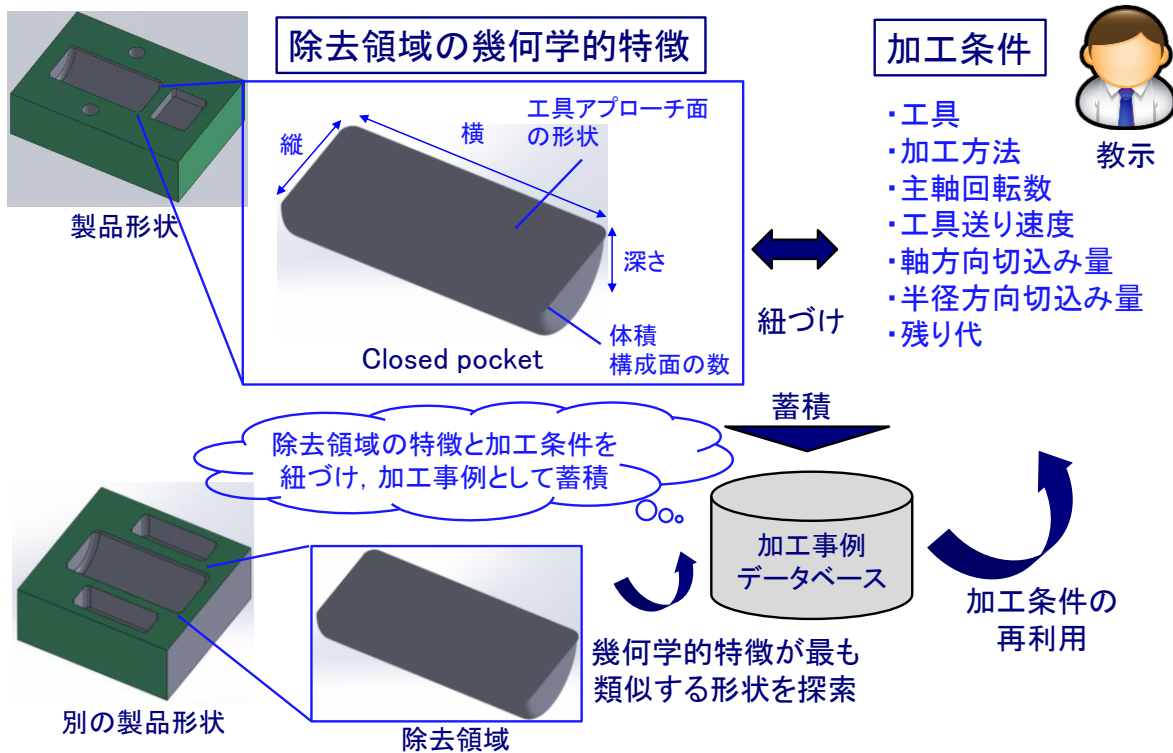 除去領域の幾何学的特徴
加工条件
工具アプローチ面
の形状
縦
横
深さ
体積
構成面の数
Closed pocket
製品形状
・工具
・加工方法
・主軸回転数
・工具送り速度
・軸方向切込み量
・半径方向切込み量
・残り代
教示
紐づけ
蓄積
除去領域の特徴と加工条件を
紐づけ, 加工事例として蓄積
加工事例
データベース
加工条件の
再利用
幾何学的特徴が最も
類似する形状を探索
別の製品形状
除去領域